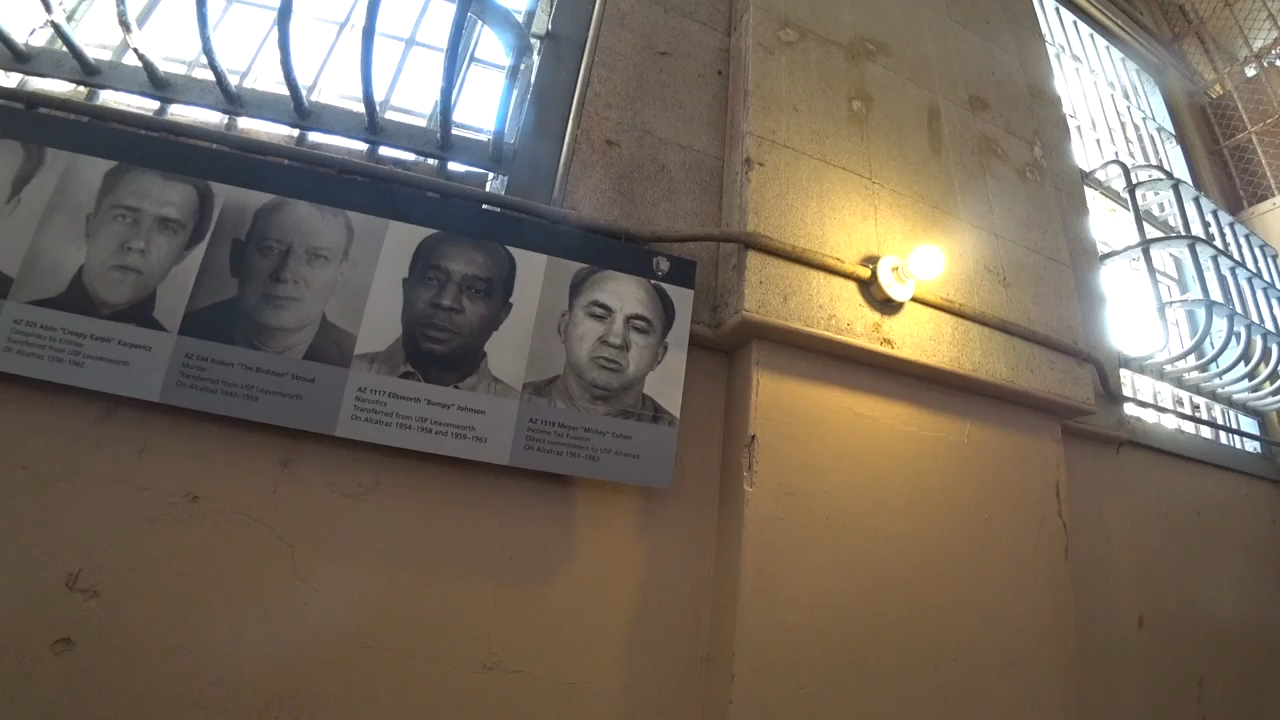 AZ 325 Alvin "Creepy Karpis" Karpavicz
Conspiracy to Kidnap
Transferred from USP Leavenworth
On Alcatraz 1936–1962
AZ 594 Robert "The Birdman" Stroud
Murder
Transferred from USP Leavenworth
On Alcatraz 1942–1959
AZ 1117 Ellsworth "Bumpy" Johnson
Narcotics
Transferred from USP Leavenworth
On Alcatraz 1954–1958 and 1959–1963
AZ 1518 Meyer "Mickey" Cohen
Income Tax Evasion
Direct commitment to USP Alcatraz
On Alcatraz 1961–1963